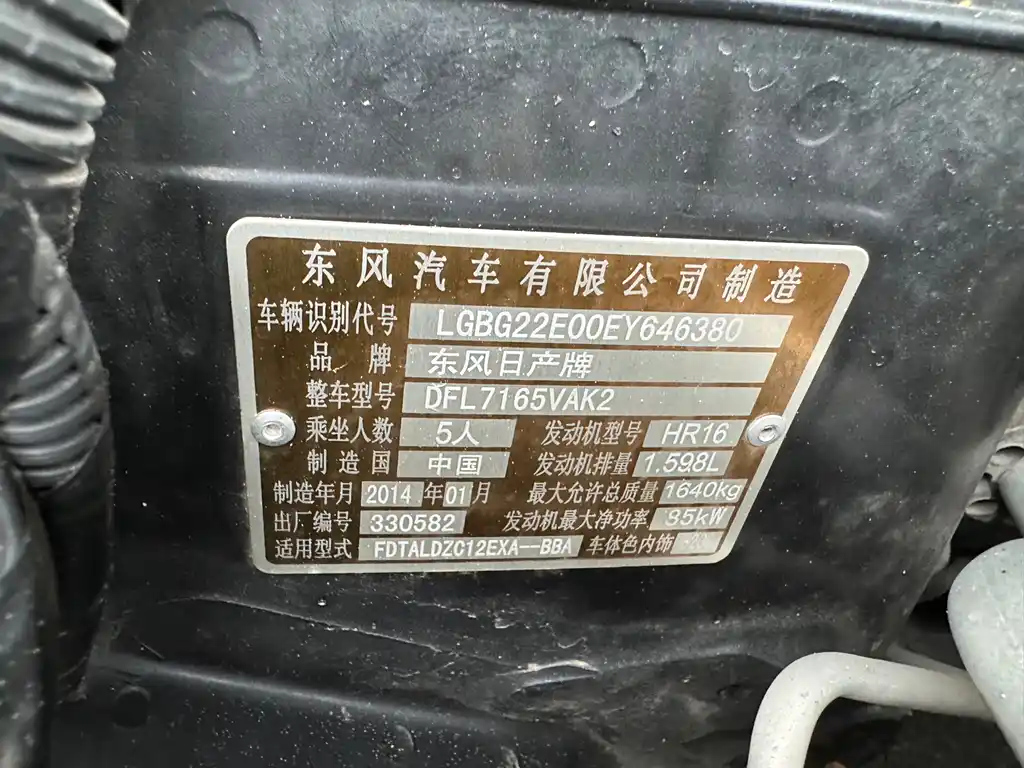 东风汽车有限公司制造
车辆识别代号 LGBG22E00EY646380
品牌 东风日产牌
整车型号 DFL7165VAK2
乘坐人数 5人 发动机型号 HR16
制造国 中国 发动机排量 1.598L
制造年月 2014 年 01 月 最大允许总质量 1640kg
出厂编号 330582 发动机最大净功率 85kW
适用型式 FDTALDZC12EXA--BBA 车体色内饰